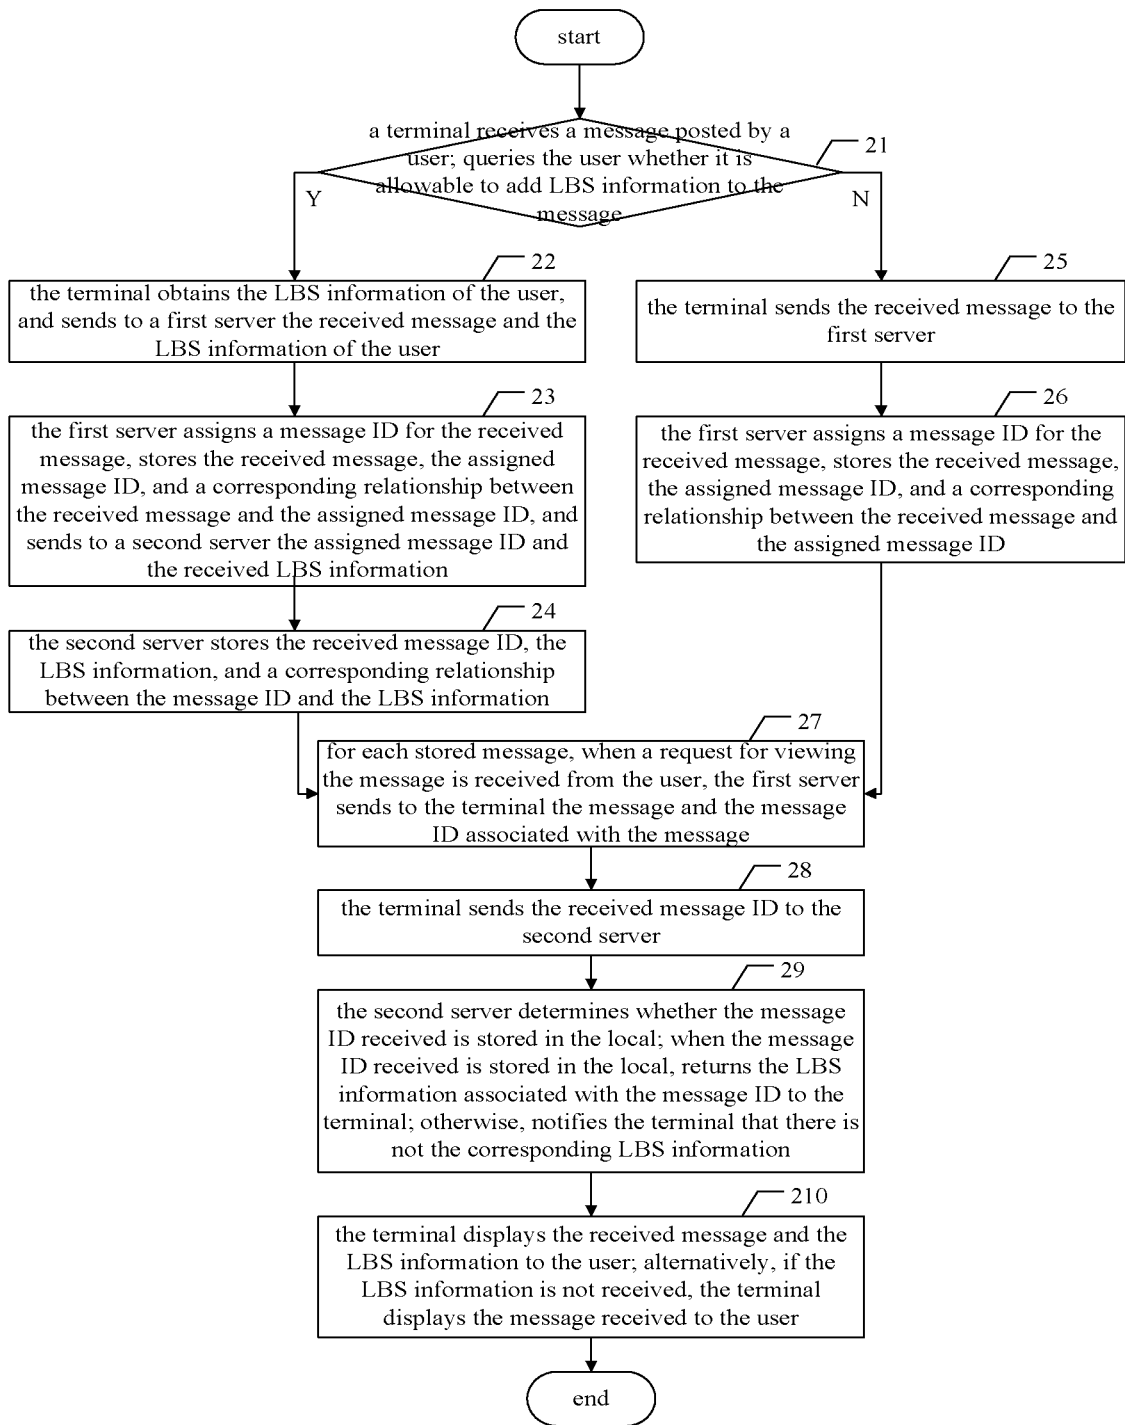 start
a terminal receives a message posted by a
user; queries the user whether it is
allowable to add LBS information to the
message
21
Y
N
22
the terminal obtains the LBS information of the user,
and sends to a first server the received message and the
LBS information of the user
25
the terminal sends the received message to the
first server
23
the first server assigns a message ID for the received
message, stores the received message, the assigned
message ID, and a corresponding relationship between
the received message and the assigned message ID, and
sends to a second server the assigned message ID and
the received LBS information
26
the first server assigns a message ID for the
received message, stores the received message,
the assigned message ID, and a corresponding
relationship between the received message and
the assigned message ID
24
the second server stores the received message ID, the
LBS information, and a corresponding relationship
between the message ID and the LBS information
27
for each stored message, when a request for viewing
the message is received from the user, the first server
sends to the terminal the message and the message
ID associated with the message
28
the terminal sends the received message ID to the
second server
29
the second server determines whether the message
ID received is stored in the local; when the message
ID received is stored in the local, returns the LBS
information associated with the message ID to the
terminal; otherwise, notifies the terminal that there is
not the corresponding LBS information
210
the terminal displays the received message and the
LBS information to the user; alternatively, if the
LBS information is not received, the terminal
displays the message received to the user
end